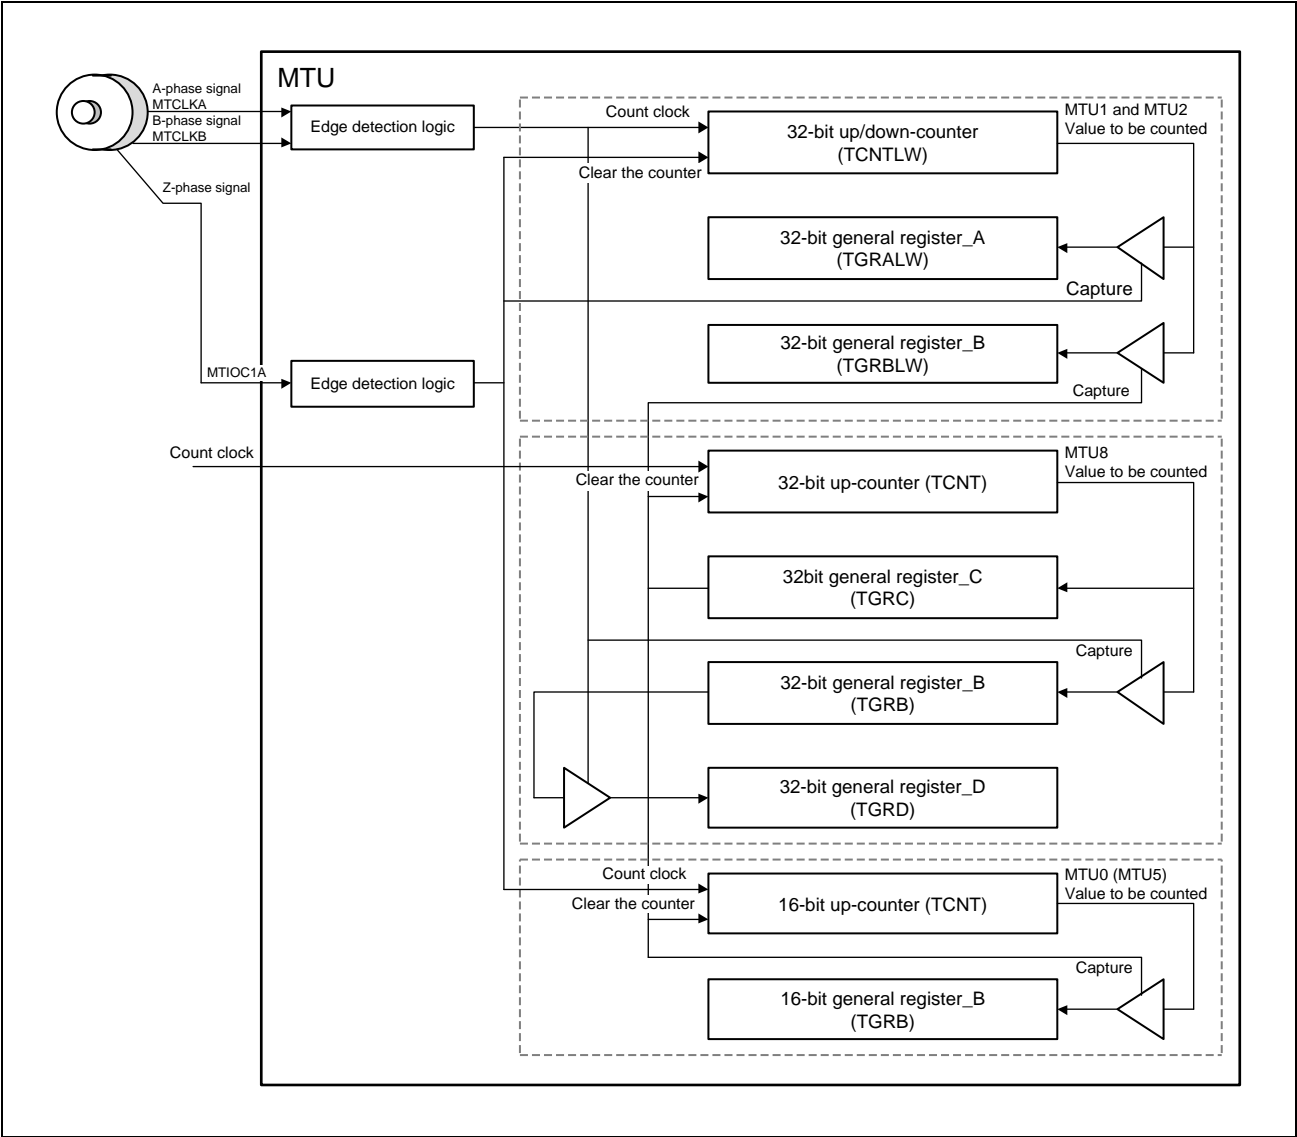 MTU
A-phase signal
MTCLKA
B-phase signal
MTCLKB
Edge detection logic
Z-phase signal
MTIOC1A
Edge detection logic
Count clock
Clear the counter
32-bit up/down-counter
(TCNTLW)
MTU1 and MTU2
Value to be counted
32-bit general register_A
(TGRALW)
Capture
32-bit general register_B
(TGRBLW)
Capture
Count clock
Clear the counter
32-bit up-counter (TCNT)
MTU8
Value to be counted
32bit general register_C
(TGRC)
Capture
32-bit general register_B
(TGRB)
32-bit general register_D
(TGRD)
Count clock
Clear the counter
16-bit up-counter (TCNT)
MTU0 (MTU5)
Value to be counted
Capture
16-bit general register_B
(TGRB)